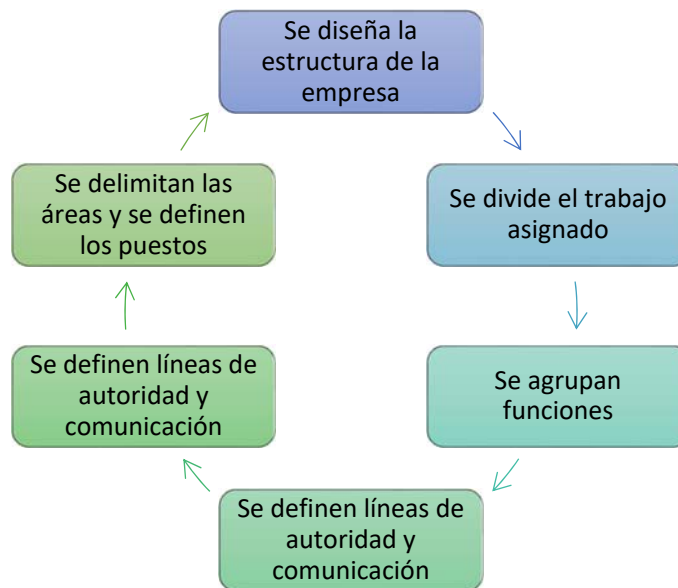 Se diseña la
estructura de la
empresa
Se divide el trabajo
asignado
Se agrupan
funciones
Se definen líneas de
autoridad y
comunicación
Se definen líneas de
autoridad y
comunicación
Se delimitan las
áreas y se definen
los puestos